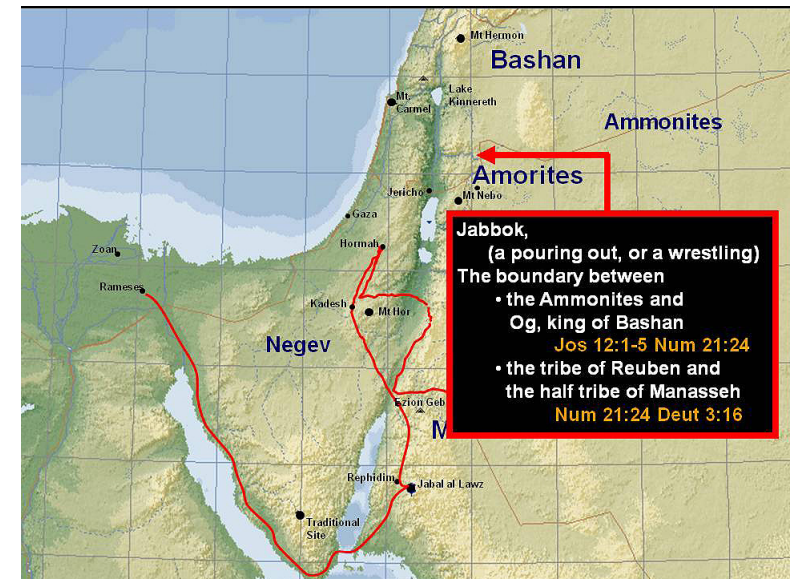 Mt Hermon
Bashan
Lake
Kinnereth
Mt.
Carmel
Ammonites
Amorites
Jericho
Mt Nebo
Gaza
Hormah
Zoan
Rameses
Kadesh
Mt Hor
Negev
Ezion Geb
M
Rephidim
Jabal al Lawz
Traditional
Site
Jabbok,
(a pouring out, or a wrestling)
The boundary between
• the Ammonites and
Og, king of Bashan
Jos 12:1-5 Num 21:24
• the tribe of Reuben and
the half tribe of Manasseh
Num 21:24 Deut 3:16